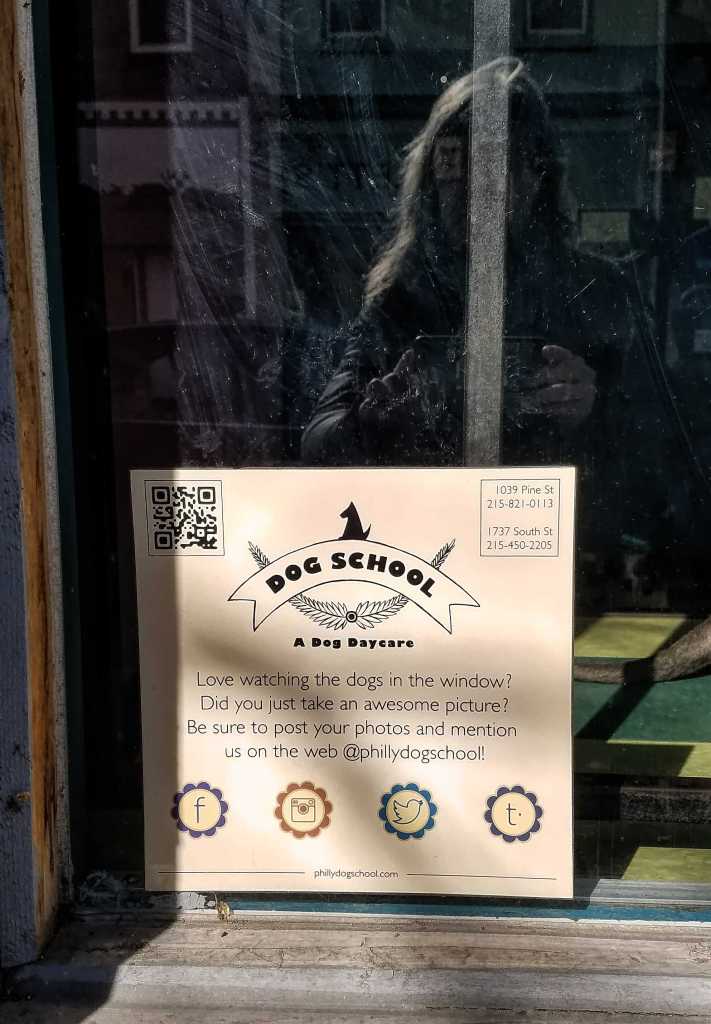 1039 Pine St
215-821-0113
1737 South St
215-450-2205
DOG SCHOOL
A Dog Daycare
Love watching the dogs in the window?
Did you just take an awesome picture?
Be sure to post your photos and mention
us on the web @phillydogschool!
f
t.
phillydogschool.com